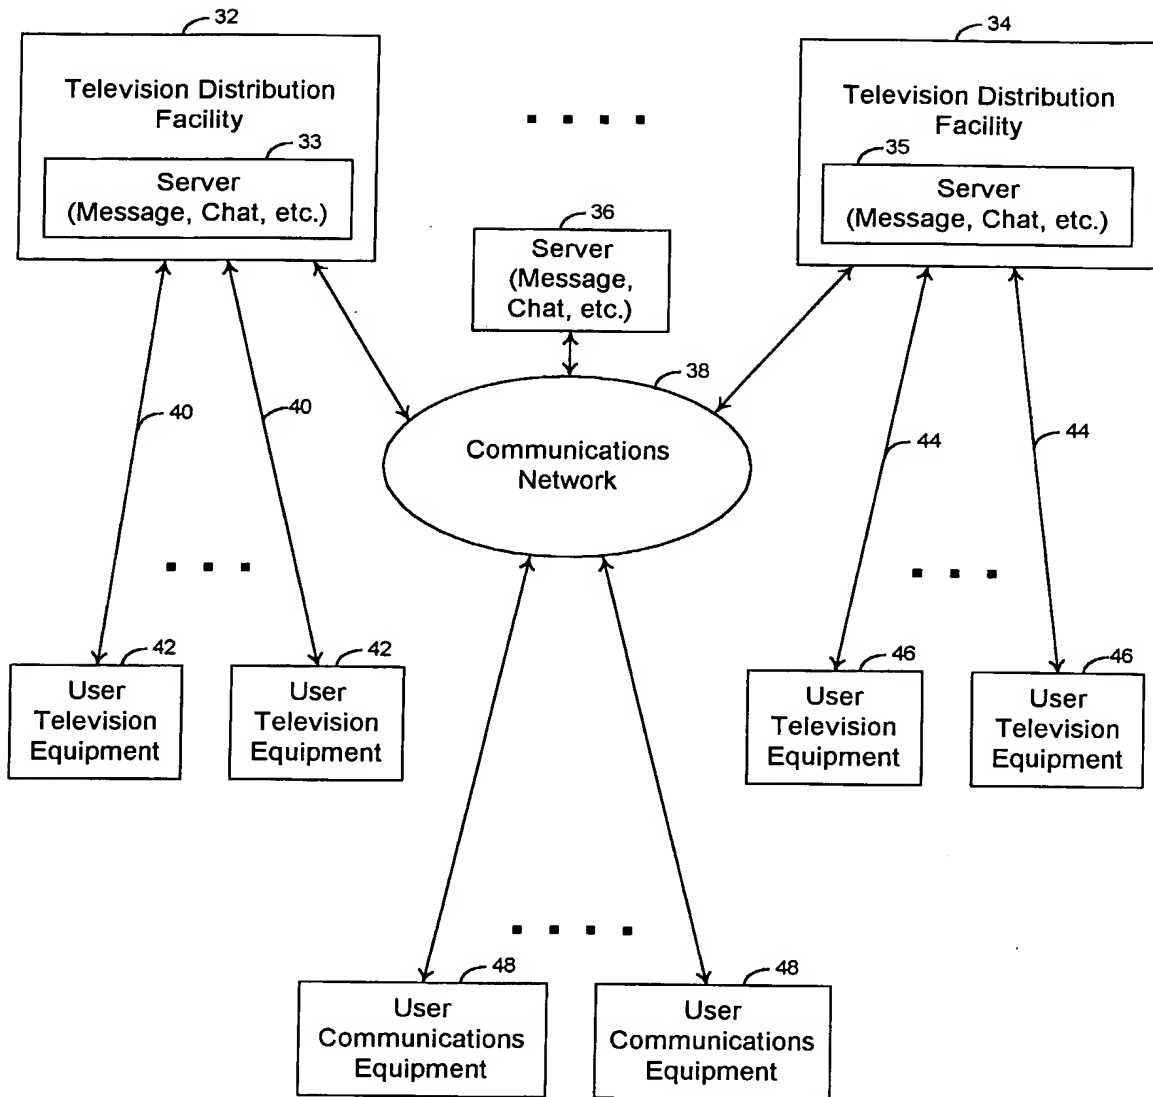 32
34
Television Distribution
Facility
33
Server
(Message, Chat, etc.)
Television Distribution
Facility
35
Server
(Message, Chat, etc.)
36
Server
(Message,
Chat, etc.)
38
Communications
Network
40
40
44
44
42
User
Television
Equipment
42
User
Television
Equipment
46
User
Television
Equipment
46
User
Television
Equipment
48
User
Communications
Equipment
48
User
Communications
Equipment